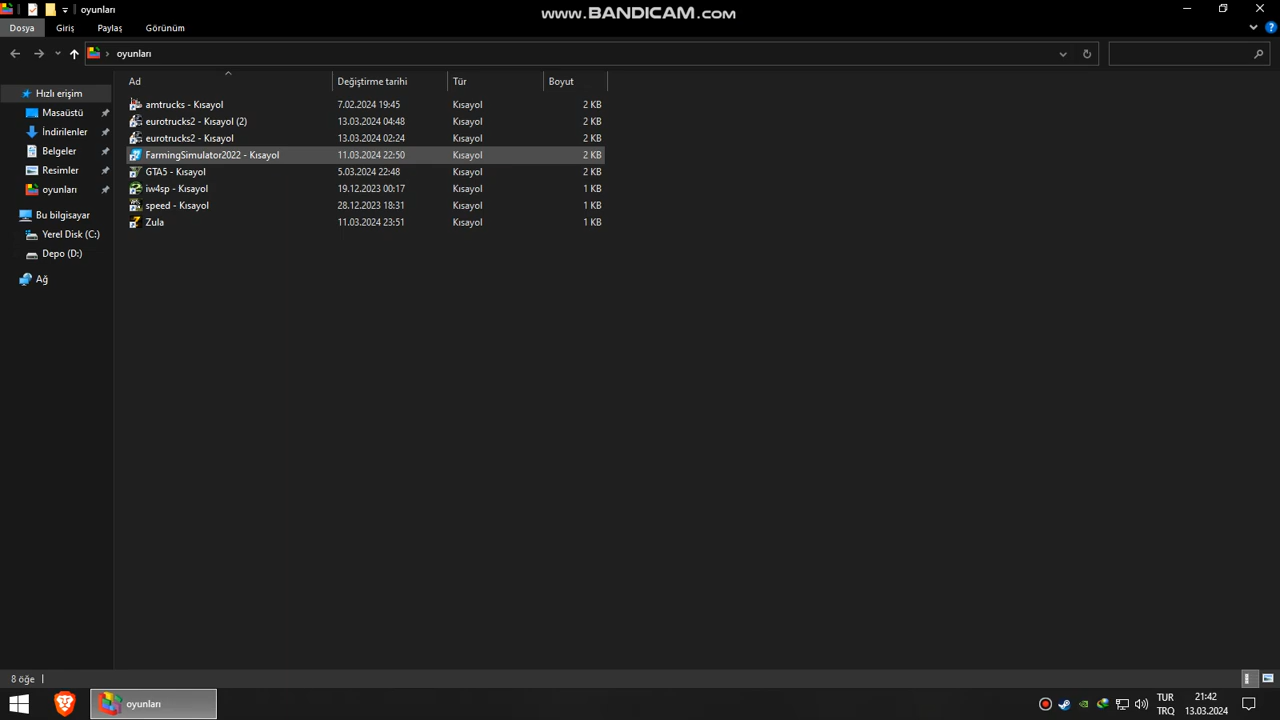 oyunları
www.BANDICAM.com
Dosya Giriş Paylaş Görünüm
oyunları
Ad Değiştirme tarihi Tür Boyut
Hızlı erişim
Masaüstü
İndirilenler
Belgeler
Resimler
oyunları
Bu bilgisayar
Yerel Disk (C:)
Depo (D:)
Ağ
amtrucks - Kısayol 7.02.2024 19:45 Kısayol 2 KB
eurotrucks2 - Kısayol (2) 13.03.2024 04:48 Kısayol 2 KB
eurotrucks2 - Kısayol 13.03.2024 02:24 Kısayol 2 KB
FarmingSimulator2022 - Kısayol 11.03.2024 22:50 Kısayol 2 KB
GTA5 - Kısayol 5.03.2024 22:48 Kısayol 2 KB
iw4sp - Kısayol 19.12.2023 00:17 Kısayol 1 KB
speed - Kısayol 28.12.2023 18:31 Kısayol 1 KB
Zula 11.03.2024 23:51 Kısayol 1 KB
8 öğe
oyunları
TUR
TRQ
21:42
13.03.2024